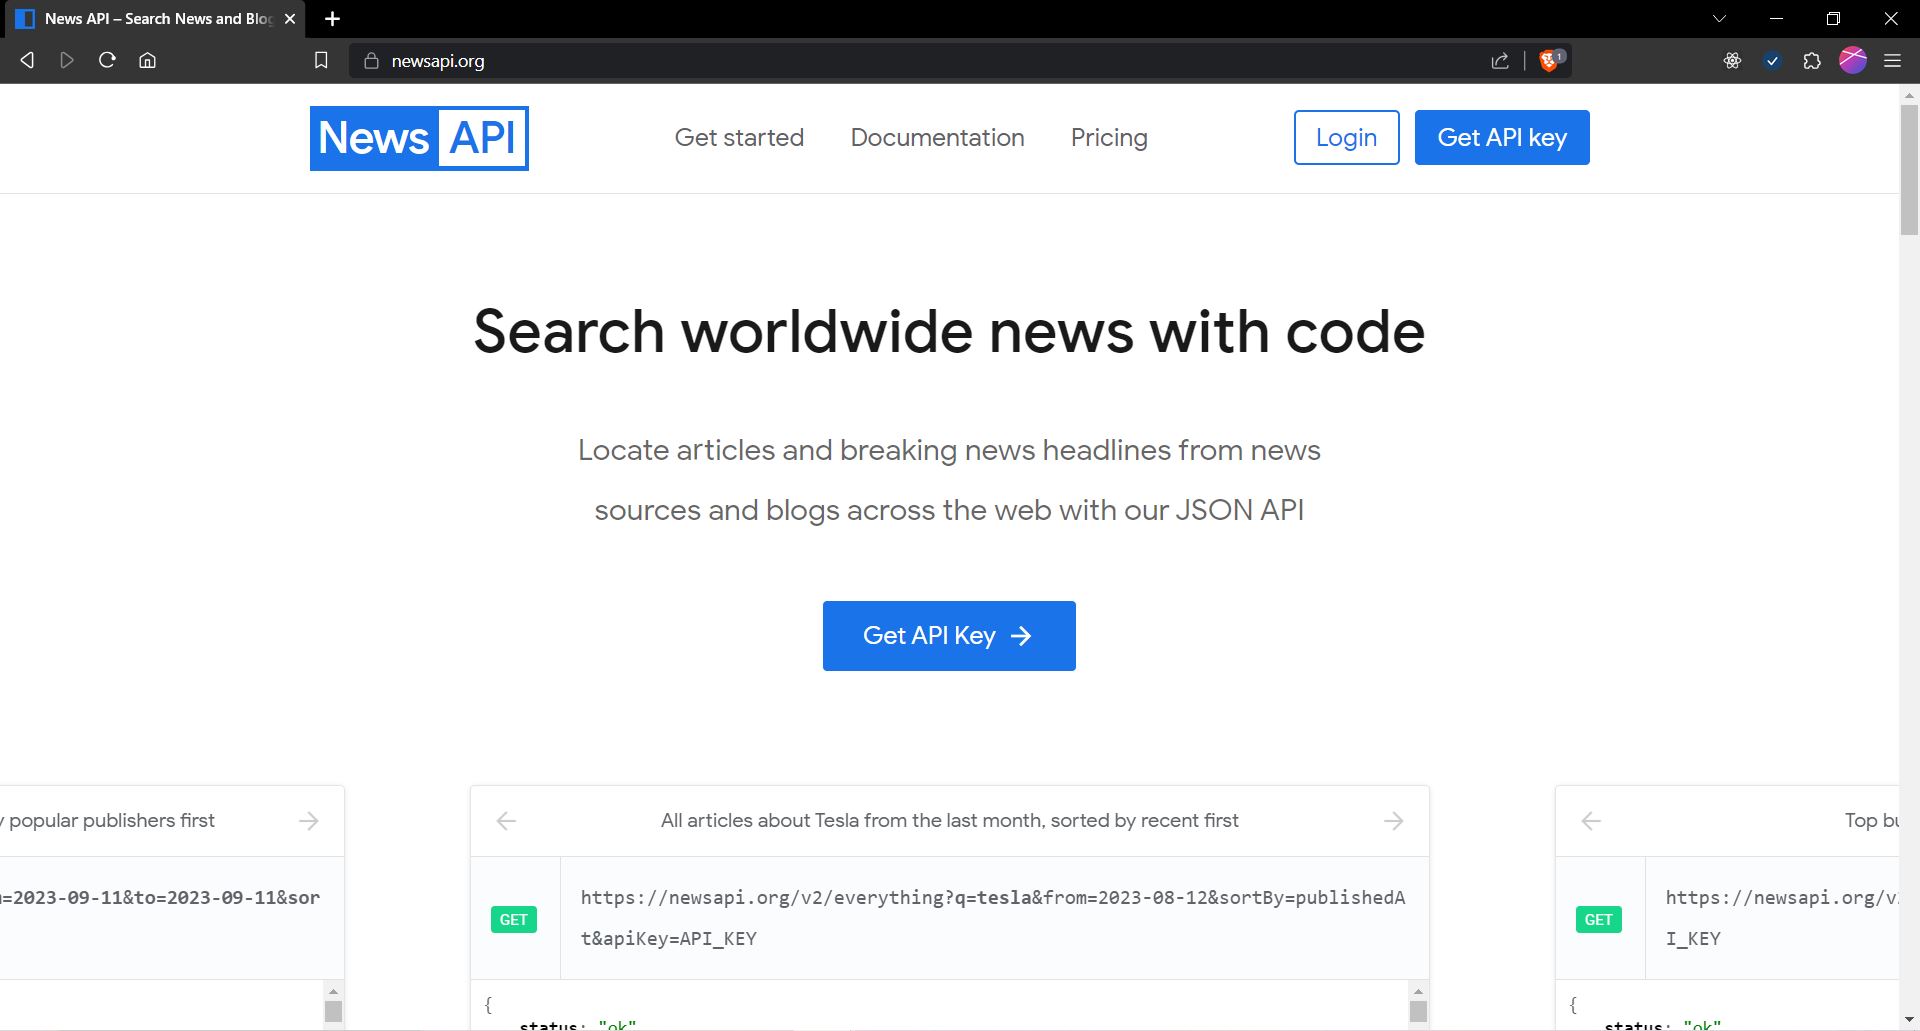 News API – Search News and Blog
newsapi.org
1
News API
Get started
Documentation
Pricing
Login
Get API key
Search worldwide news with code
Locate articles and breaking news headlines from news
sources and blogs across the web with our JSON API
Get API Key
popular publishers first
=2023-09-11&to=2023-09-11&sor
All articles about Tesla from the last month, sorted by recent first
GET
https://newsapi.org/v2/everything?q=tesla&from=2023-08-12&sortBy=publishedA
t&apiKey=API_KEY
{
status: "ok"
Top bu
GET
https://newsapi.org/v
I_KEY
{
status: "ok"